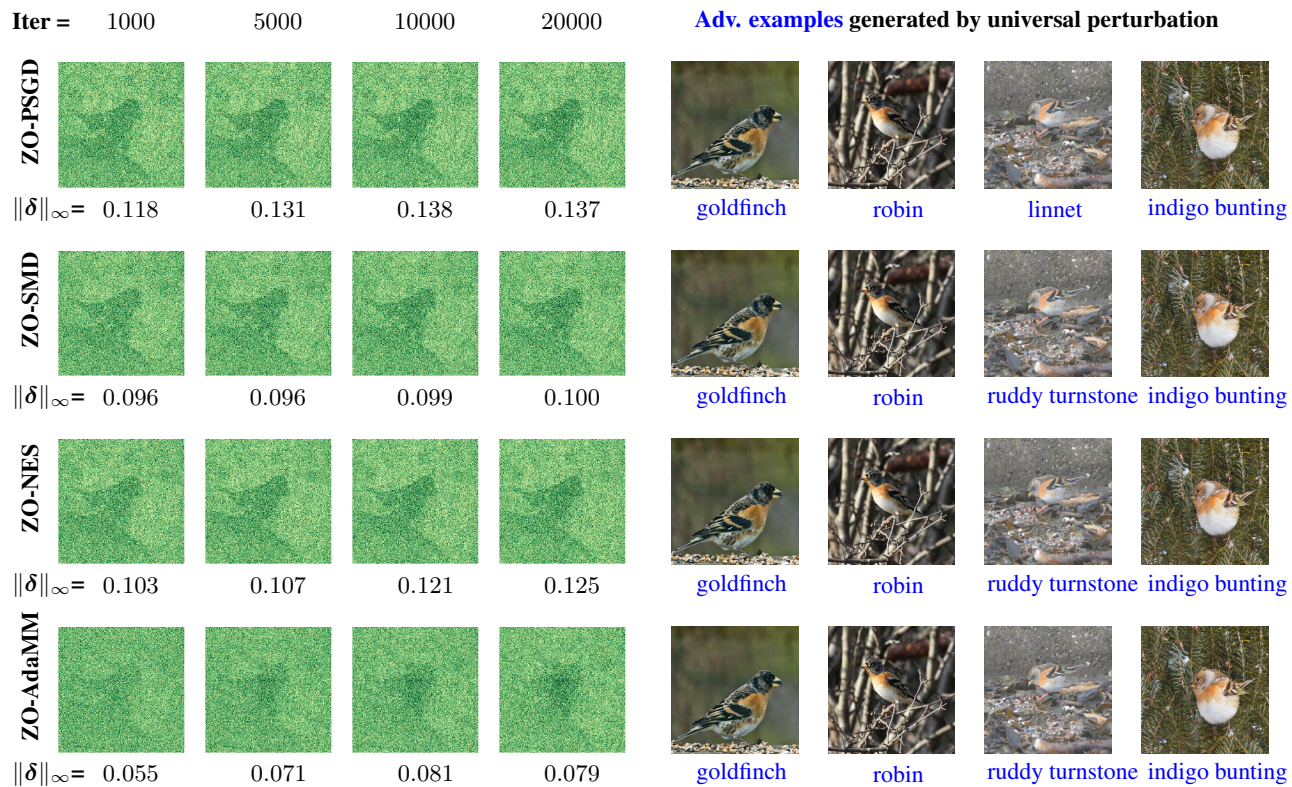 Iter = 1000 5000 10000 20000 Adv. examples generated by universal perturbation
ZO-PSGD
‖δ‖∞= 0.118 0.131 0.138 0.137 goldfinch robin linnet indigo bunting
ZO-SMD
‖δ‖∞= 0.096 0.096 0.099 0.100 goldfinch robin ruddy turnstone indigo bunting
ZO-NES
‖δ‖∞= 0.103 0.107 0.121 0.125 goldfinch robin ruddy turnstone indigo bunting
ZO-AdaMM
‖δ‖∞= 0.055 0.071 0.081 0.079 goldfinch robin ruddy turnstone indigo bunting